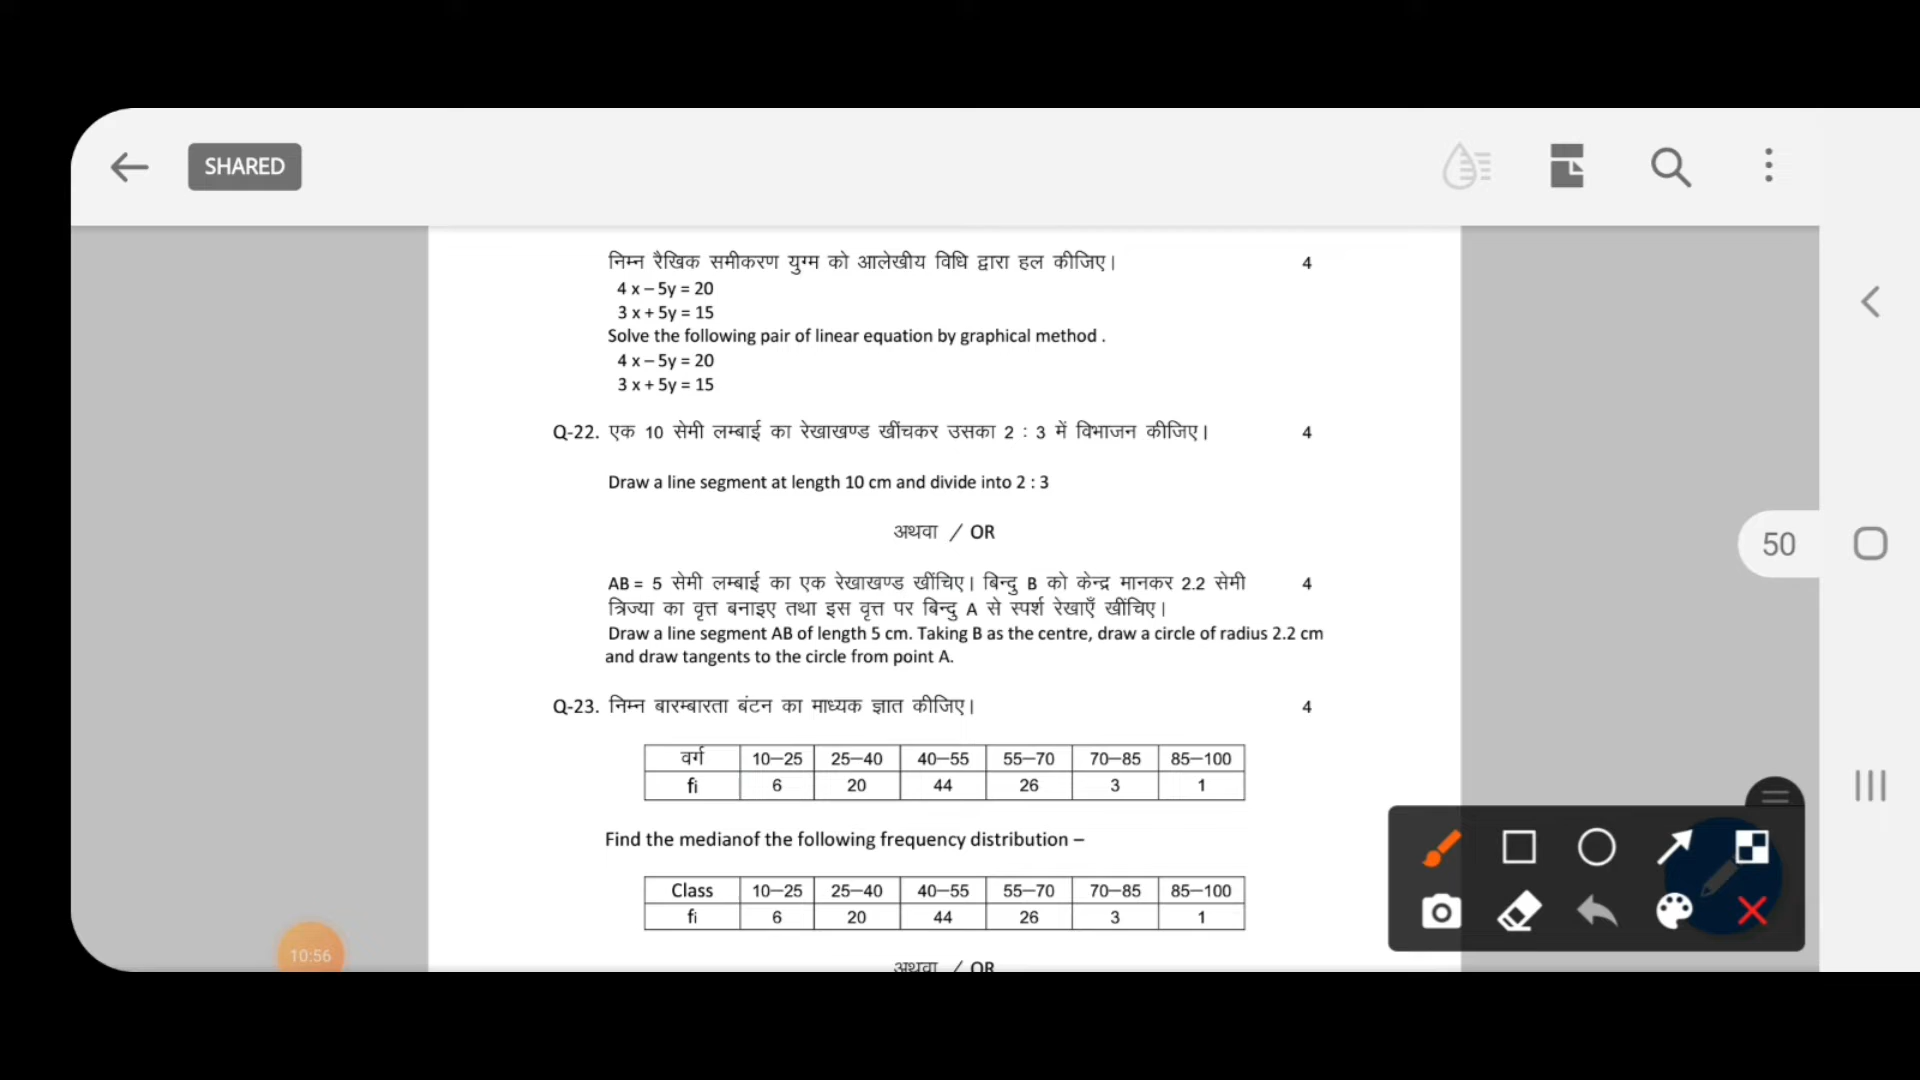 SHARED
निम्न रैखिक समीकरण युग्म को आलेखीय विधि द्वारा हल कीजिए। 4
4 x – 5y = 20
3 x + 5y = 15
Solve the following pair of linear equation by graphical method .
4 x – 5y = 20
3 x + 5y = 15
Q-22. एक 10 सेमी लम्बाई का रेखाखण्ड खींचकर उसका 2 : 3 में विभाजन कीजिए। 4
Draw a line segment at length 10 cm and divide into 2 : 3
अथवा / OR
50
AB = 5 सेमी लम्बाई का एक रेखाखण्ड खींचिए। बिन्दु B को केन्द्र मानकर 2.2 सेमी 4
त्रिज्या का वृत्त बनाइए तथा इस वृत्त पर बिन्दु A से स्पर्श रेखाएँ खींचिए।
Draw a line segment AB of length 5 cm. Taking B as the centre, draw a circle of radius 2.2 cm
and draw tangents to the circle from point A.
Q-23. निम्न बारम्बारता बंटन का माध्यक ज्ञात कीजिए। 4
वर्ग 10–25 25–40 40–55 55–70 70–85 85–100
fi 6 20 44 26 3 1
Find the medianof the following frequency distribution –
Class 10–25 25–40 40–55 55–70 70–85 85–100
fi 6 20 44 26 3 1
10:56
अथवा / OR